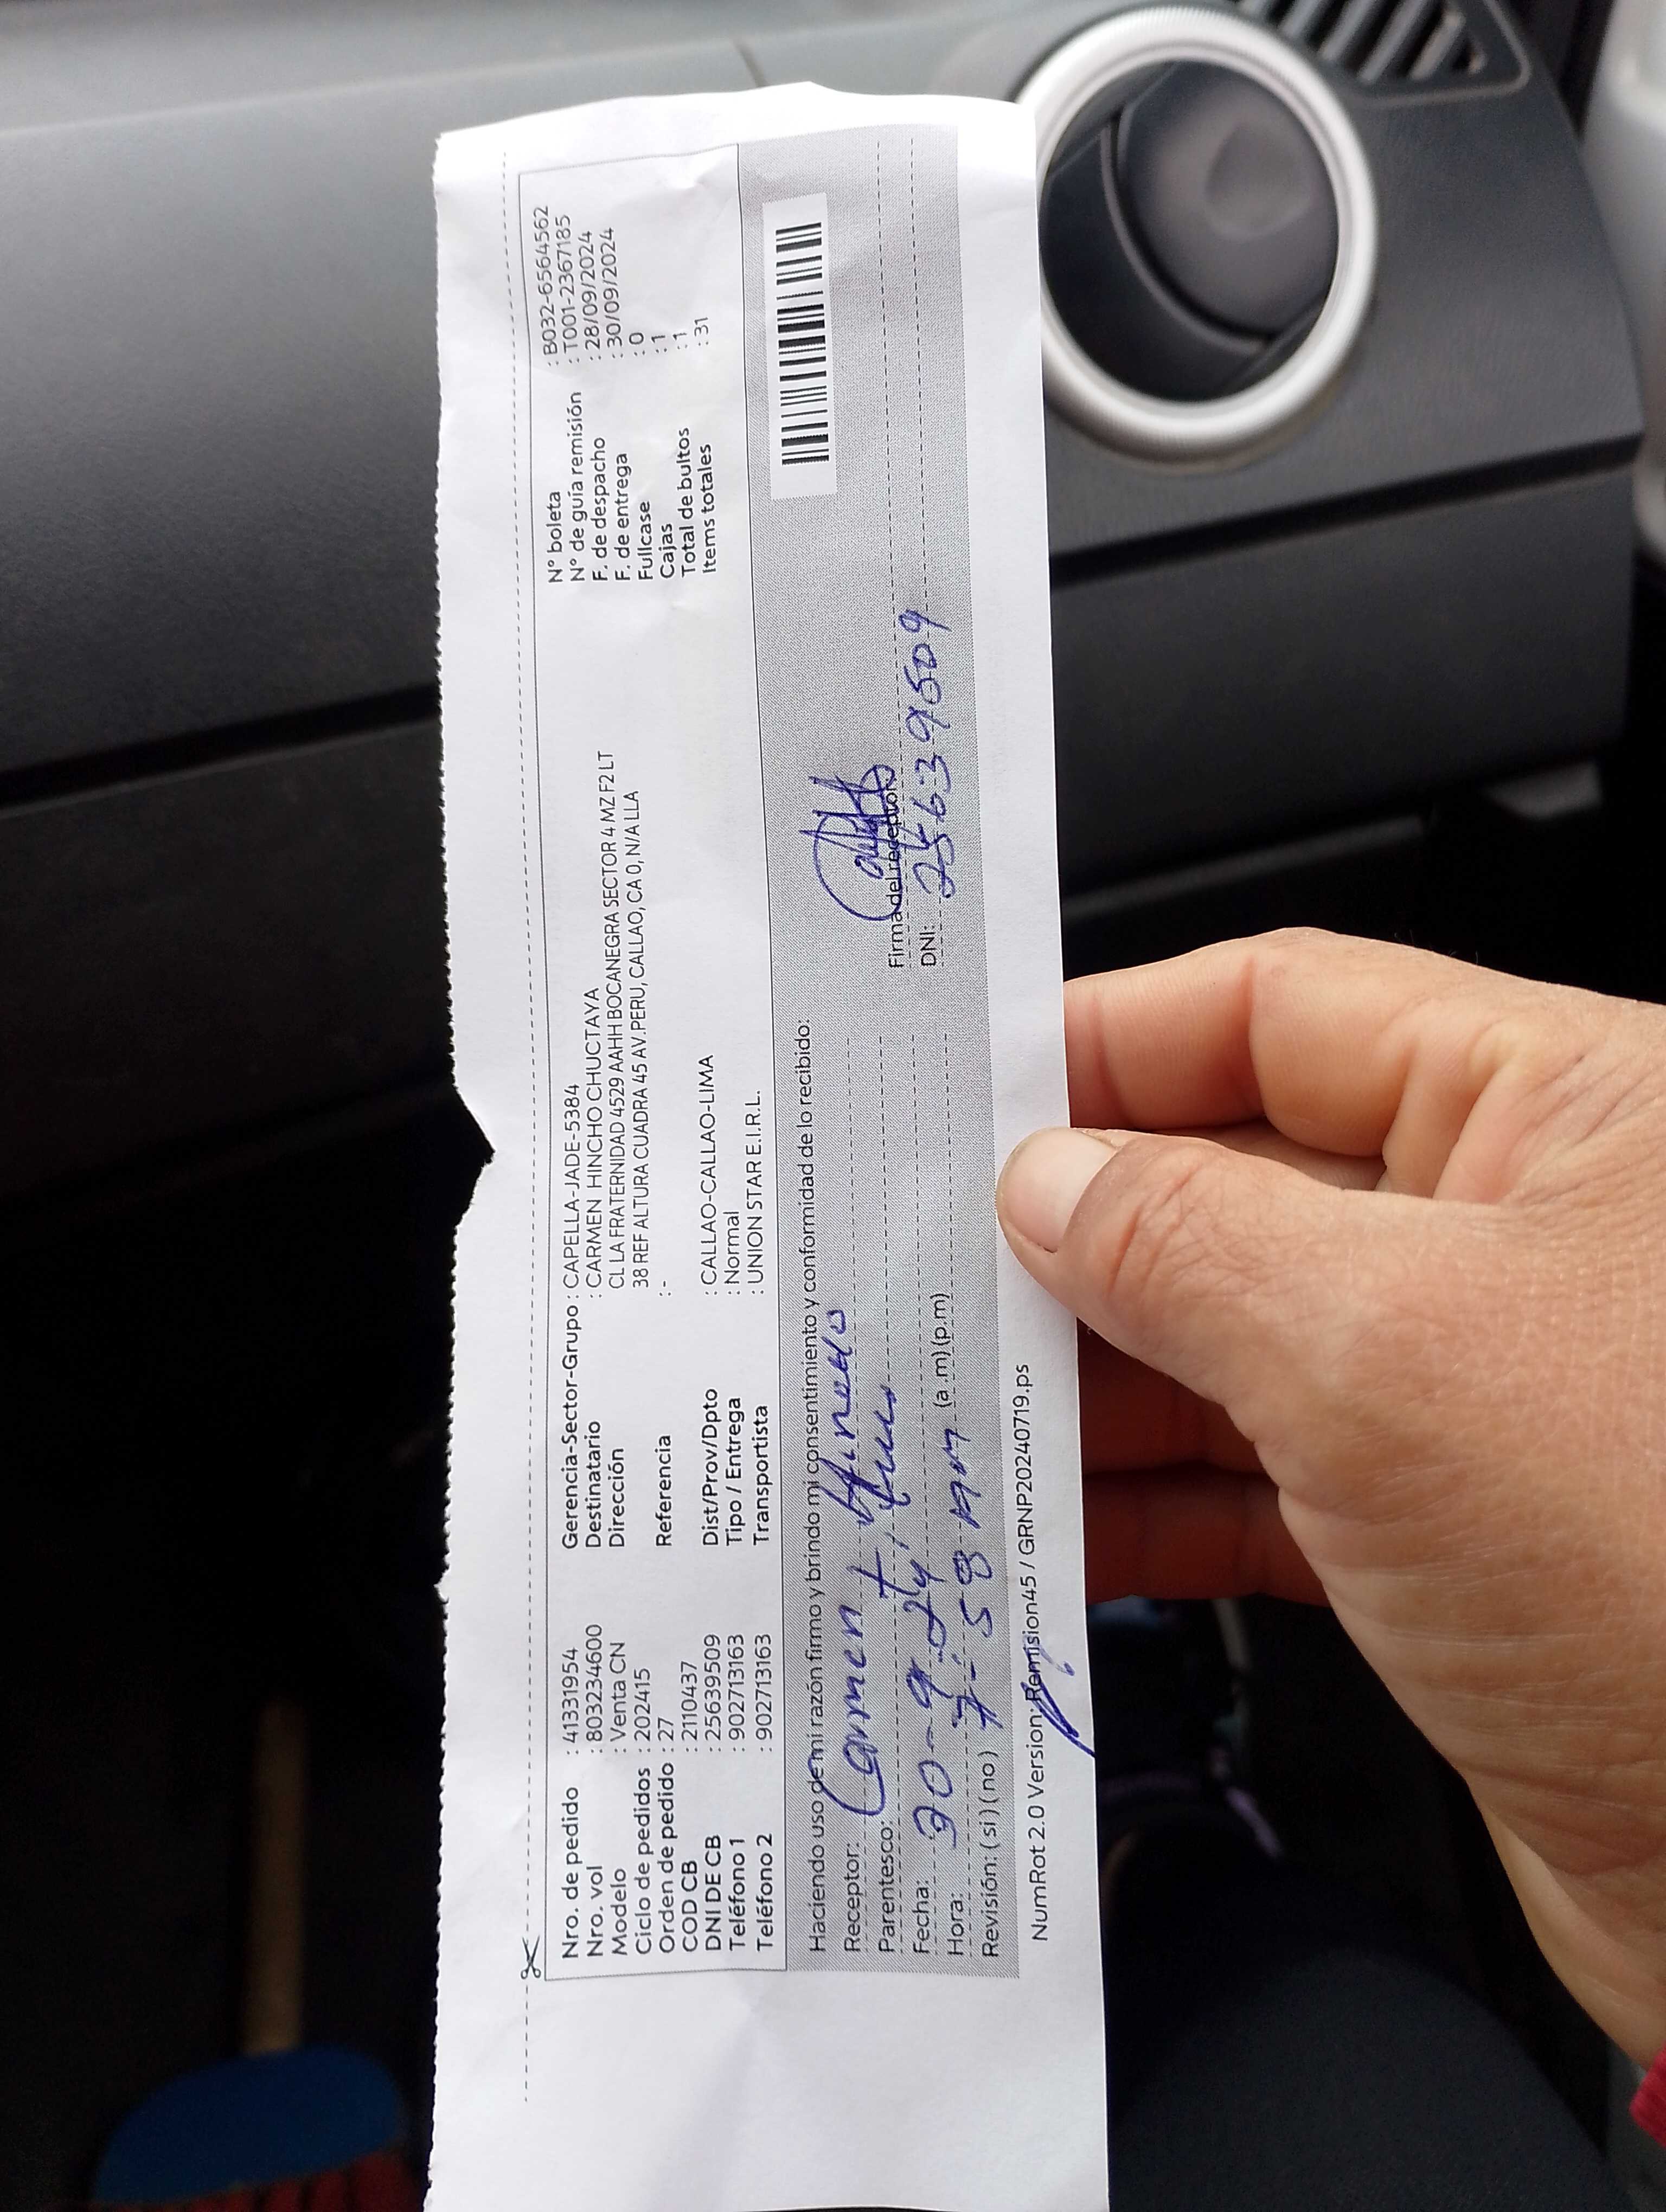 Nro. de pedido : 41331954
Nro. vol : 803234600
Modelo : Venta CN
Ciclo de pedidos : 202415
Orden de pedido : 27
COD CB : 2110437
DNI DE CB : 25639509
Teléfono 1 : 902713163
Teléfono 2 : 902713163
Gerencia-Sector-Grupo : CAPELLA-JADE-5384
Destinatario : CARMEN HINCHO CHUCTAYA
Dirección CL LA FRATERNIDAD 4529 AAHH BOCANEGRA SECTOR 4 MZ F2 LT
38 REF ALTURA CUADRA 45 AV.PERU, CALLAO, CA 0, N/A LLA
Referencia : -
Dist/Prov/Dpto : CALLAO-CALLAO-LIMA
Tipo / Entrega : Normal
Transportista : UNION STAR E.I.R.L.
N° boleta : B032-6564562
N° de guía remisión : T001-2367185
F. de despacho : 28/09/2024
F. de entrega : 30/09/2024
Fullcase : 0
Cajas : 1
Total de bultos : 1
Items totales : 31
Haciendo uso de mi razón firmo y brindo mi consentimiento y conformidad de lo recibido:
Receptor: Carmen Hincho
Parentesco:
Fecha: 30-9-24
Hora: 7:58 AM (a.m)(p.m)
Revisión: (si)(no)
Firma del receptor
DNI: 25639509
NumRot 2.0 Version: Remision45 / GRNP20240719.ps